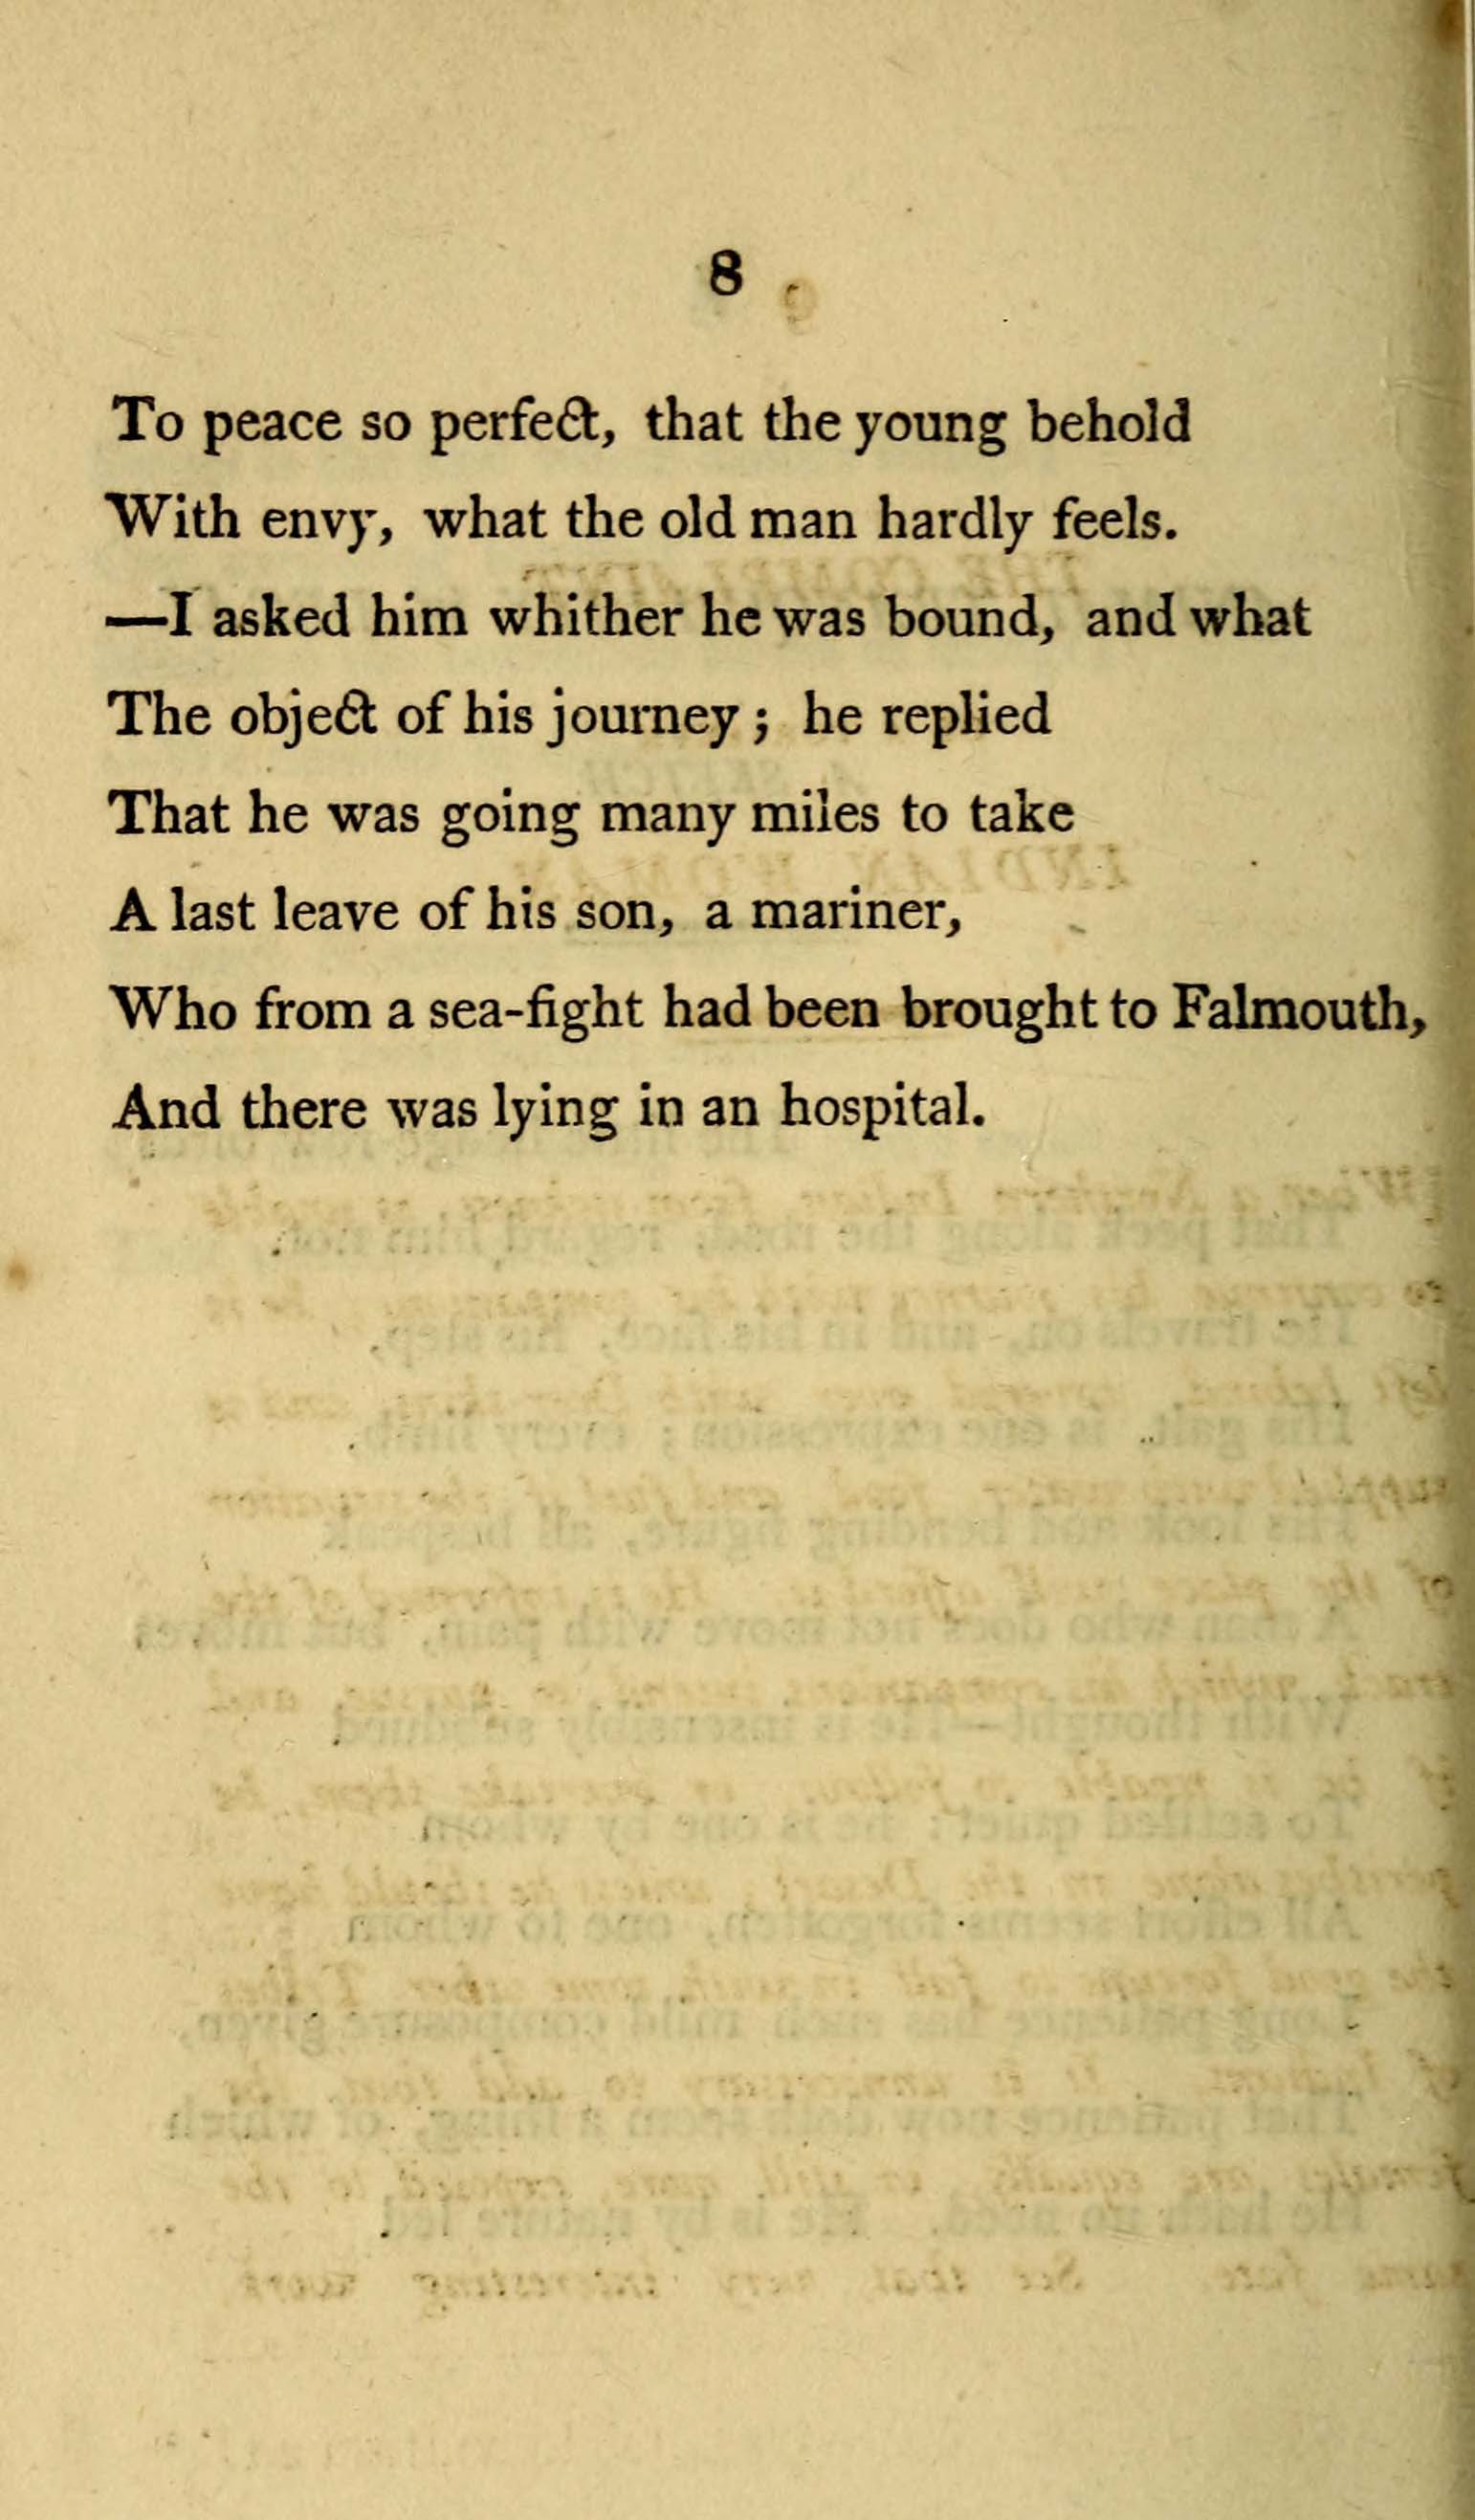 8
To peace so perfect, that the young behold
With envy, what the old man hardly feels.
—I asked him whither he was bound, and what
The object of his journey; he replied
That he was going many miles to take
A last leave of his son, a mariner,
Who from a sea-fight had been brought to Falmouth,
And there was lying in an hospital.